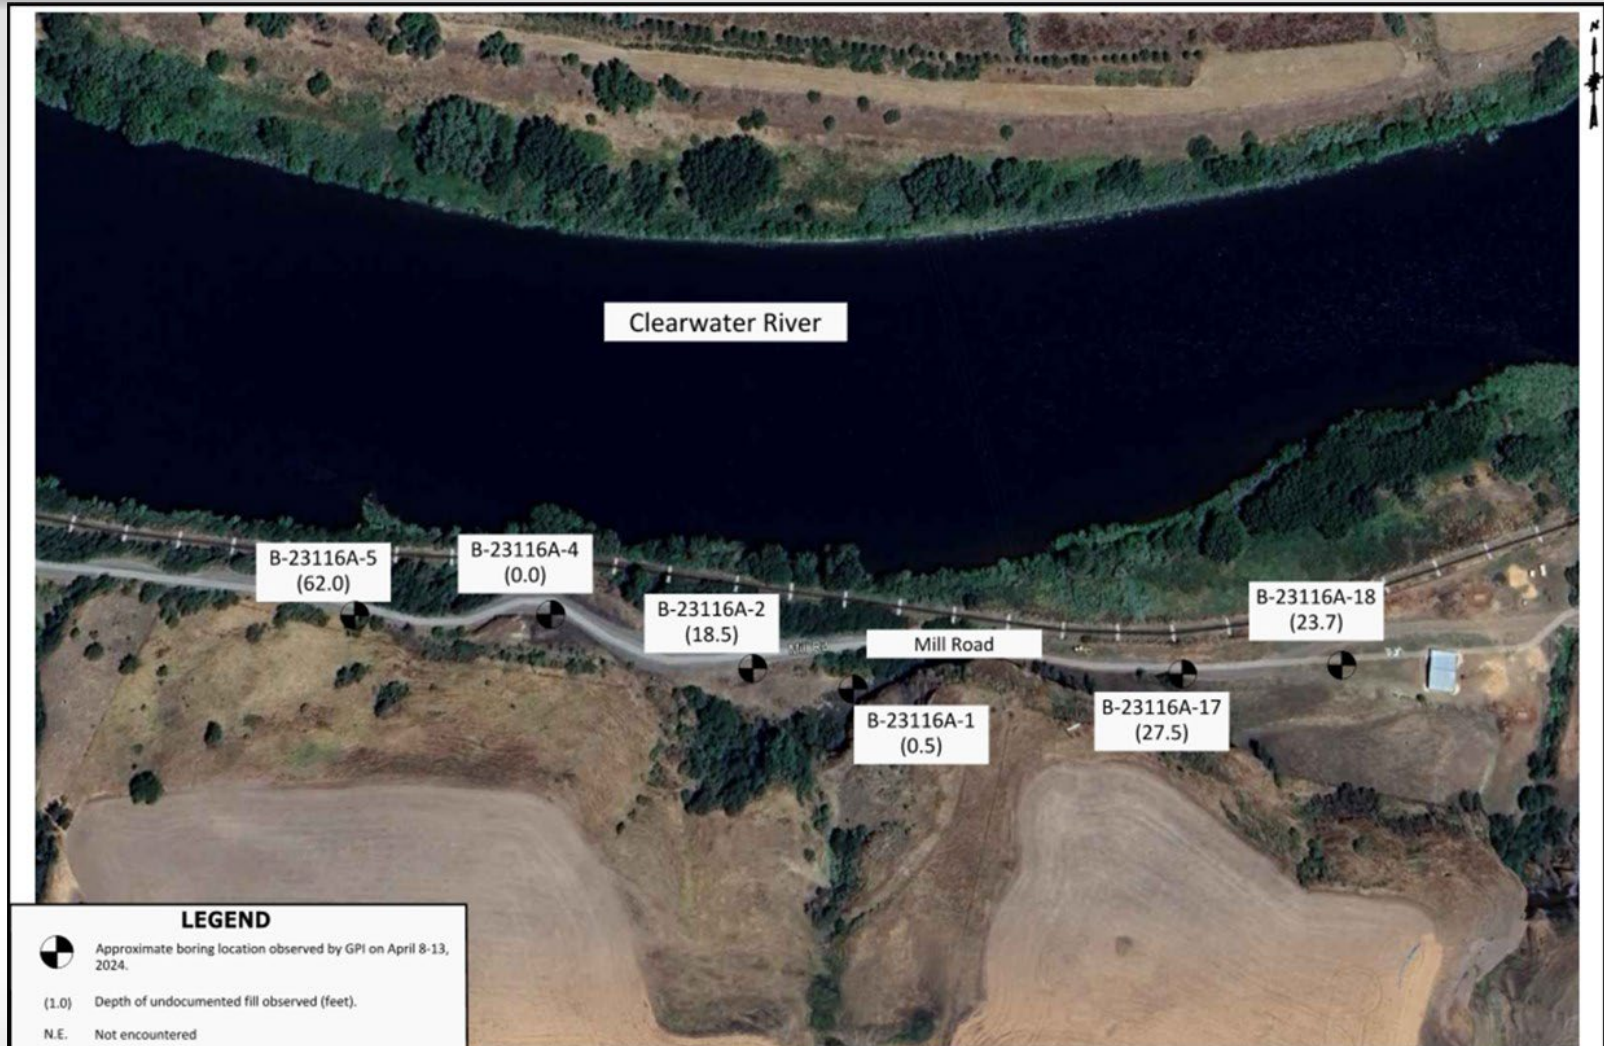 N
Clearwater River
B-23116A-5
(62.0)
B-23116A-4
(0.0)
B-23116A-2
(18.5)
Mill Road
B-23116A-18
(23.7)
B-23116A-1
(0.5)
B-23116A-17
(27.5)
LEGEND
Approximate boring location observed by GPI on April 8-13,
2024.
(1.0) Depth of undocumented fill observed (feet).
N.E. Not encountered